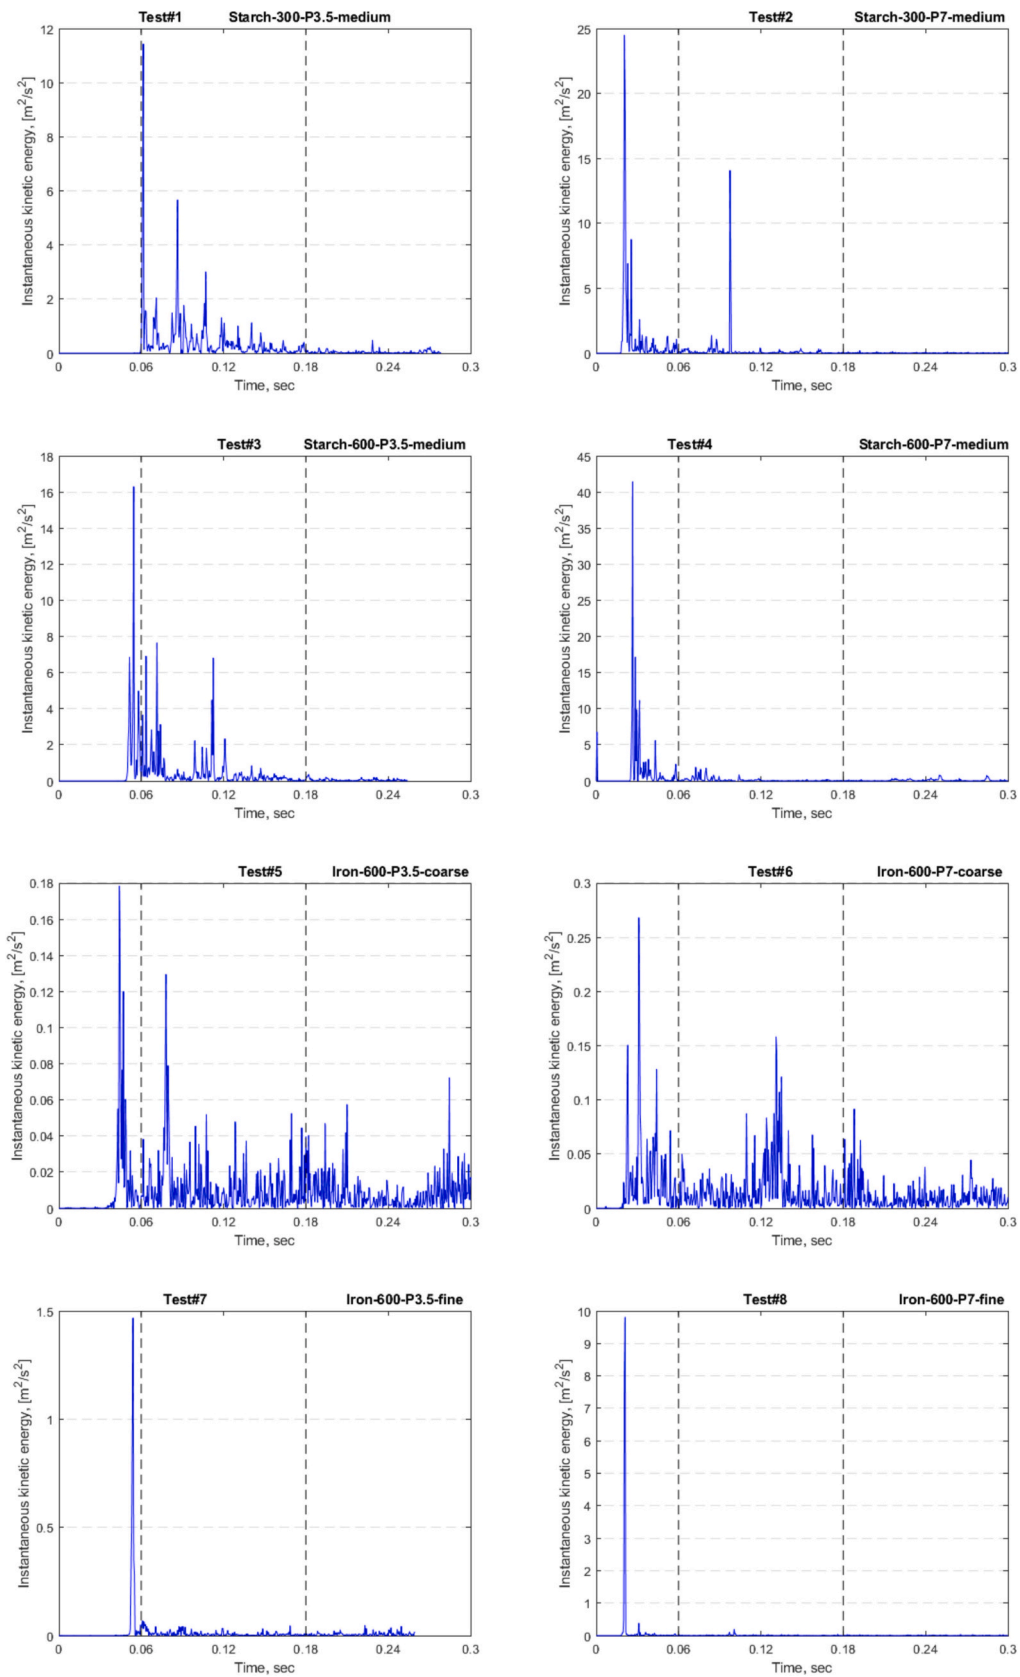 Test#1 Starch-300-P3.5-medium
Instantaneous kinetic energy, [m²/s²]
12
10
8
6
4
2
0
0 0.06 0.12 0.18 0.24 0.3
Time, sec
Test#2 Starch-300-P7-medium
Instantaneous kinetic energy, [m²/s²]
25
20
15
10
5
0
0 0.06 0.12 0.18 0.24 0.3
Time, sec
Test#3 Starch-600-P3.5-medium
Instantaneous kinetic energy, [m²/s²]
18
16
14
12
10
8
6
4
2
0
0 0.06 0.12 0.18 0.24 0.3
Time, sec
Test#4 Starch-600-P7-medium
Instantaneous kinetic energy, [m²/s²]
45
40
35
30
25
20
15
10
5
0
0 0.06 0.12 0.18 0.24 0.3
Time, sec
Test#5 Iron-600-P3.5-coarse
Instantaneous kinetic energy, [m²/s²]
0.18
0.16
0.14
0.12
0.1
0.08
0.06
0.04
0.02
0
0 0.06 0.12 0.18 0.24 0.3
Time, sec
Test#6 Iron-600-P7-coarse
Instantaneous kinetic energy, [m²/s²]
0.3
0.25
0.2
0.15
0.1
0.05
0
0 0.06 0.12 0.18 0.24 0.3
Time, sec
Test#7 Iron-600-P3.5-fine
Instantaneous kinetic energy, [m²/s²]
1.5
1
0.5
0
0 0.06 0.12 0.18 0.24 0.3
Time, sec
Test#8 Iron-600-P7-fine
Instantaneous kinetic energy, [m²/s²]
10
9
8
7
6
5
4
3
2
1
0
0 0.06 0.12 0.18 0.24 0.3
Time, sec